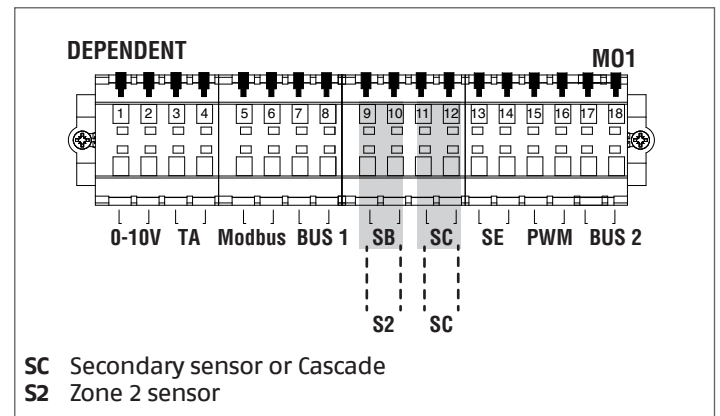 DEPENDENT M01
1 2 3 4 5 6 7 8 9 10 11 12 13 14 15 16 17 18
0-10V TA Modbus BUS 1 SB SC SE PWM BUS 2
S2 SC
SC Secondary sensor or Cascade
S2 Zone 2 sensor